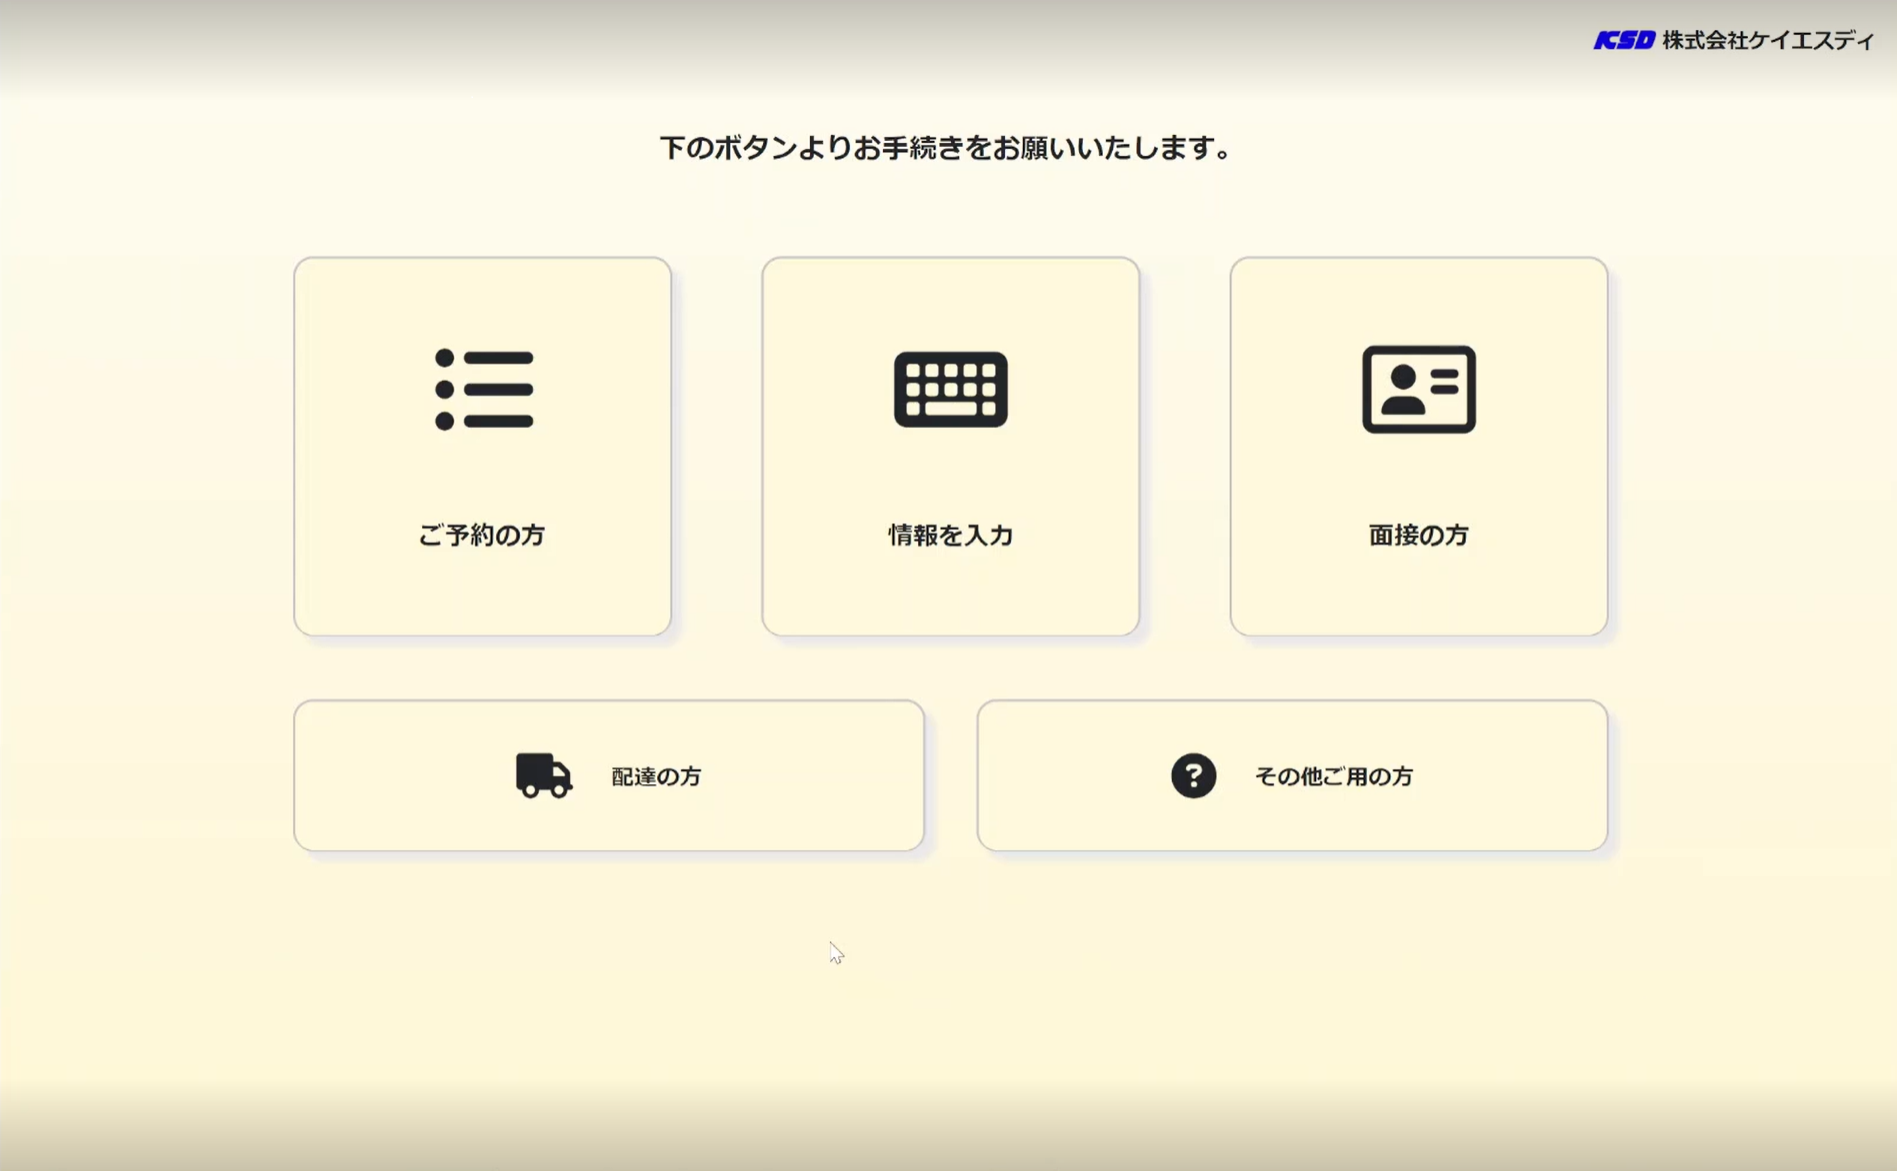 KSD 株式会社ケイエスディ
下のボタンよりお手続きをお願いいたします。
ご予約の方
情報を入力
面接の方
配達の方
その他ご用の方